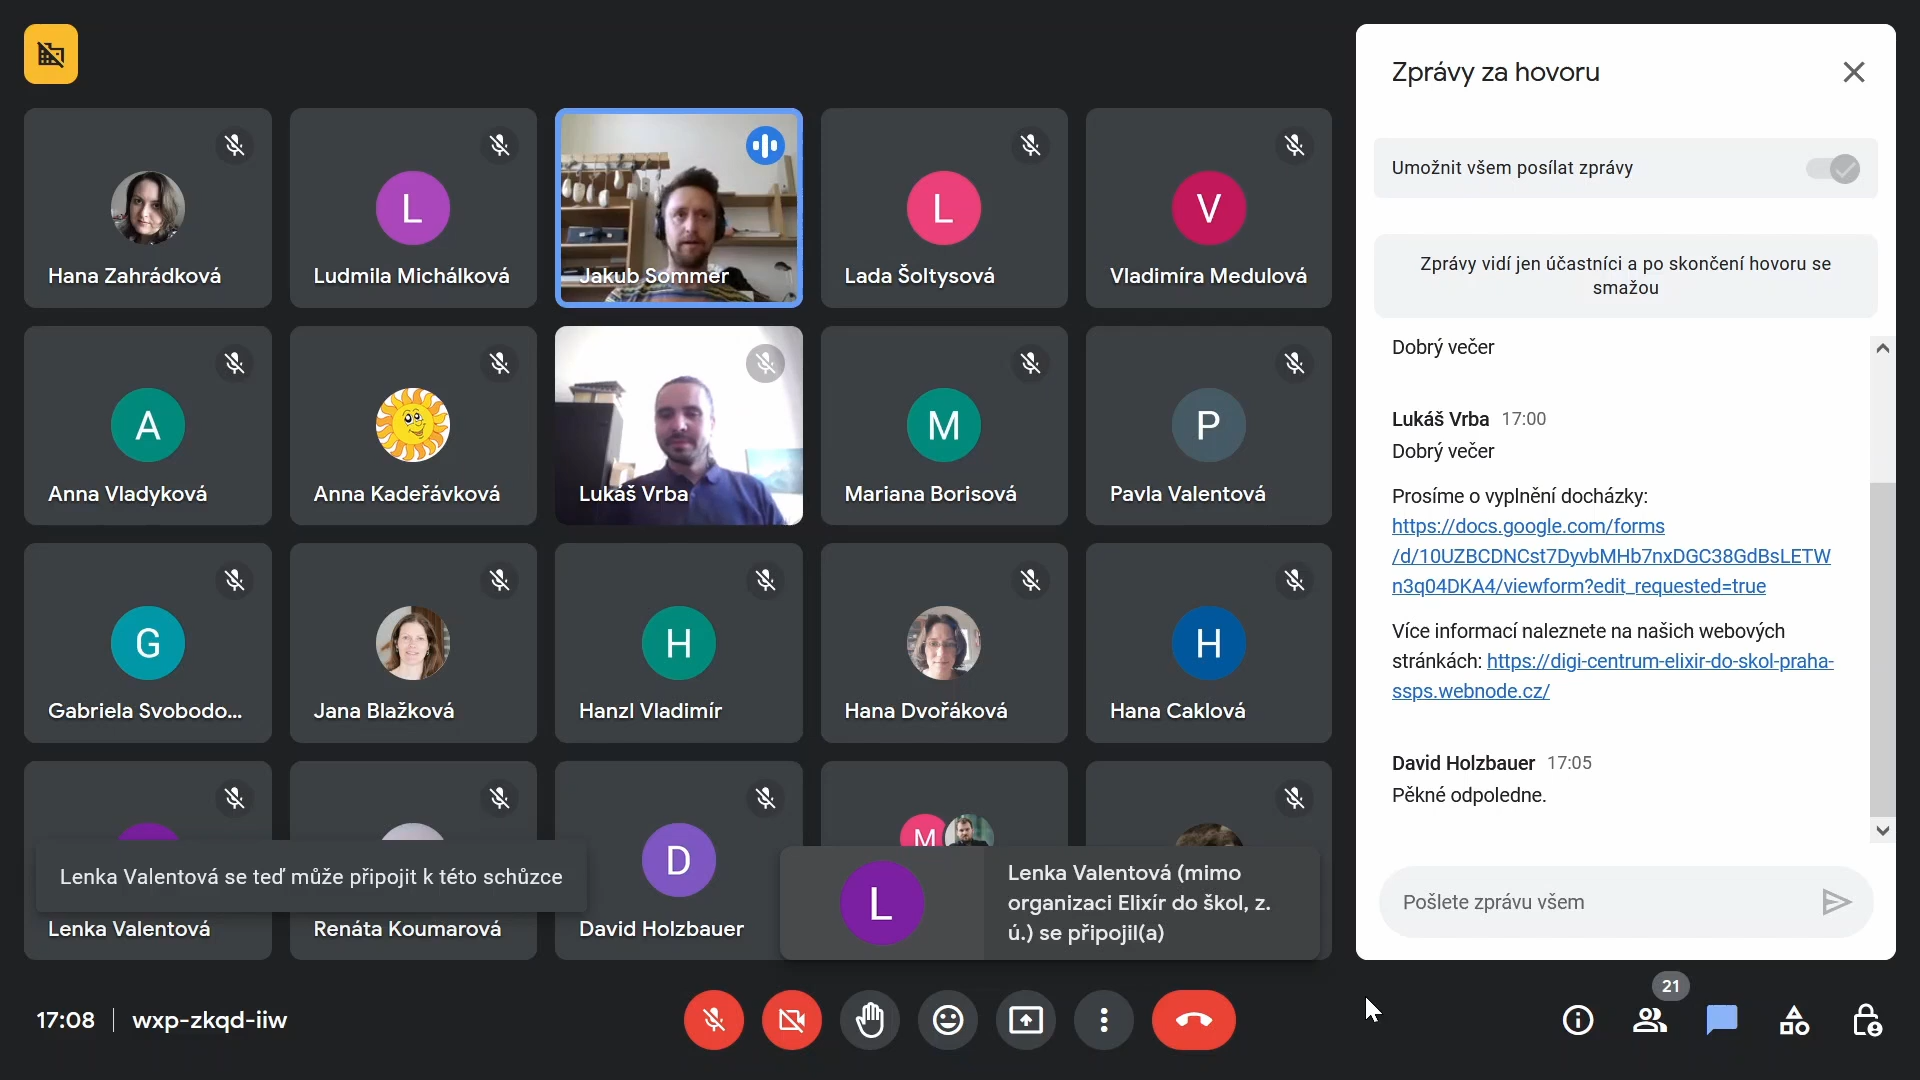 Hana Zahrádková
L
Ludmila Michálková
Jakub Sommer
L
Lada Šoltysová
V
Vladimíra Medulová
A
Anna Vladyková
Anna Kadeřávková
Lukáš Vrba
M
Mariana Borisová
P
Pavla Valentová
G
Gabriela Svobodo...
Jana Blažková
H
Hanzl Vladimír
Hana Dvořáková
H
Hana Caklová
Lenka Valentová se teď může připojit k této schůzce
Lenka Valentová
Renáta Koumarová
D
David Holzbauer
M
L
Lenka Valentová (mimo
organizaci Elixír do škol, z.
ú.) se připojil(a)
Zprávy za hovoru
Umožnit všem posílat zprávy
Zprávy vidí jen účastníci a po skončení hovoru se
smažou
Dobrý večer
Lukáš Vrba 17:00
Dobrý večer
Prosíme o vyplnění docházky:
https://docs.google.com/forms
/d/10UZBCDNCst7DyvbMHb7nxDGC38GdBsLETW
n3q04DKA4/viewform?edit_requested=true
Více informací naleznete na našich webových
stránkách: https://digi-centrum-elixir-do-skol-praha-
ssps.webnode.cz/
David Holzbauer 17:05
Pěkné odpoledne.
Pošlete zprávu všem
17:08 | wxp-zkqd-iiw
21